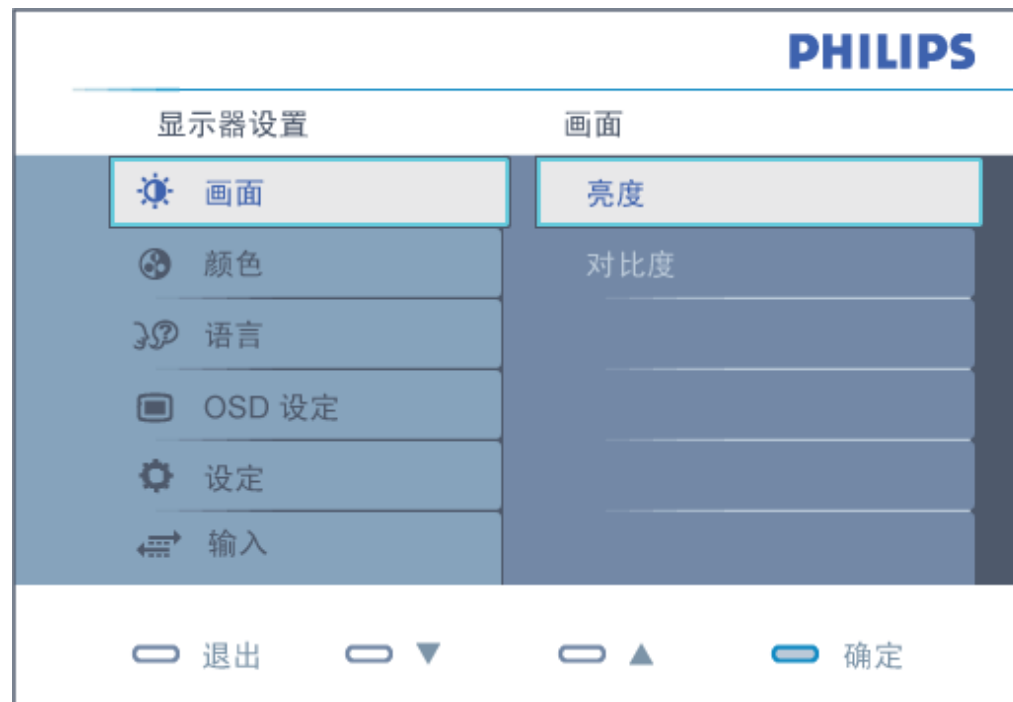 PHILIPS
显示器设置 画面
画面 亮度
颜色 对比度
语言
OSD 设定
设定
输入
退出 ▼ ▲ 确定